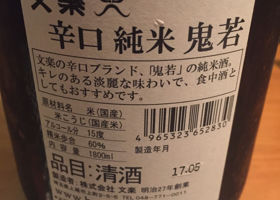 文楽
辛口 純米 鬼若
文楽の辛口ブランド、「鬼若」の純米酒。
キレのある淡麗な味わいで、食中酒と
してもおすすめです。
原材料名 米(国産)
米こうじ(国産米)
アルコール分 15度
精米歩合 60%
内容量 1800ml
4 965323 652830
製造年月
17.08
品目:清酒
製造者:株式会社 文楽 明治27年創業